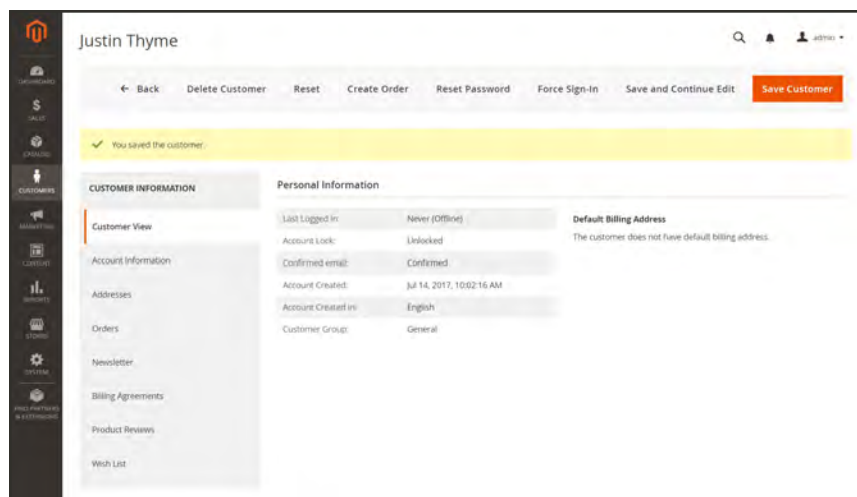 Justin Thyme
admin
DASHBOARD
← Back Delete Customer Reset Create Order Reset Password Force Sign-In Save and Continue Edit Save Customer
$
SALES
✓ You saved the customer.
CATALOG
CUSTOMERS
CUSTOMER INFORMATION
Personal Information
Last Logged In: Never (Offline)
Default Billing Address
MARKETING
Customer View
The customer does not have default billing address.
Account Lock: Unlocked
CONTENT
Account Information
Confirmed email: Confirmed
Account Created: Jul 14, 2017, 10:02:16 AM
REPORTS
Addresses
Account Created in: English
STORES
Orders
Customer Group: General
SYSTEM
Newsletter
FIND PARTNERS
& EXTENSIONS
Billing Agreements
Product Reviews
Wish List